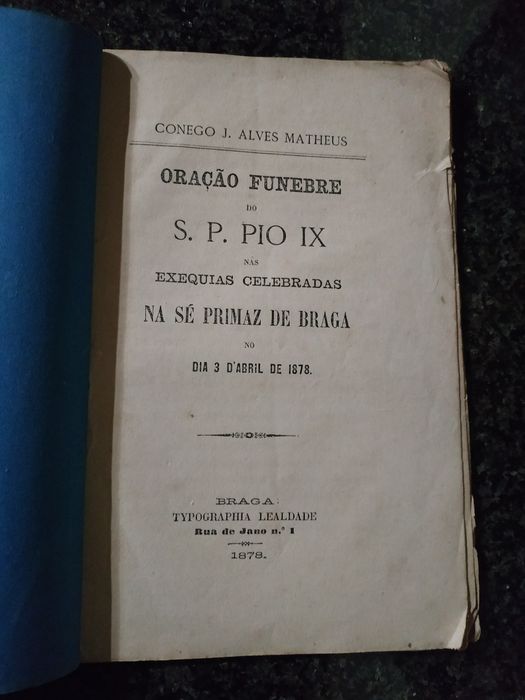 CONEGO J. ALVES MATHEUS
ORAÇÃO FUNEBRE
DO
S. P. PIO IX
NAS
EXEQUIAS CELEBRADAS
NA SÉ PRIMAZ DE BRAGA
NO
DIA 3 D'ABRIL DE 1878.
BRAGA:
TYPOGRAPHIA LEALDADE
Rua de Jano n.º 1
1878.